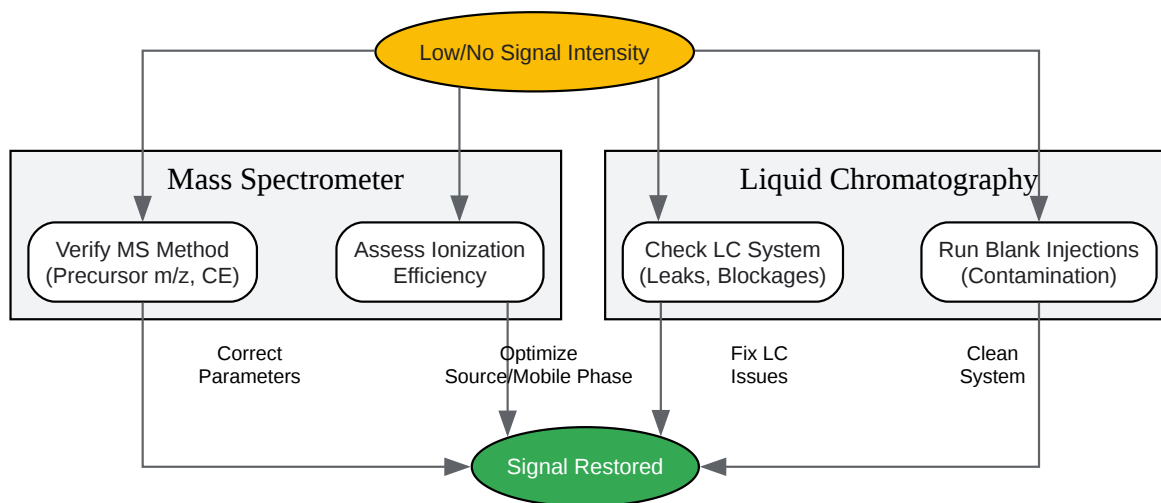 Low/No Signal Intensity
Mass Spectrometer
Liquid Chromatography
Verify MS Method
(Precursor m/z, CE)
Assess Ionization
Efficiency
Check LC System
(Leaks, Blockages)
Run Blank Injections
(Contamination)
Correct
Parameters
Optimize
Source/Mobile Phase
Fix LC
Issues
Clean
System
Signal Restored